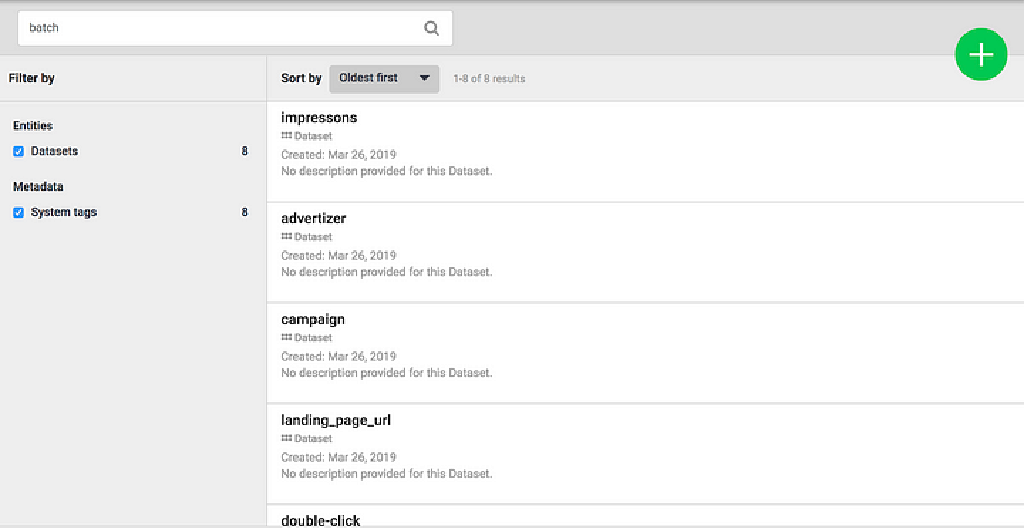 batch
Filter by
Sort by Oldest first 1-8 of 8 results
Entities
Datasets 8
Metadata
System tags 8
impressons
Dataset
Created: Mar 26, 2019
No description provided for this Dataset.
advertizer
Dataset
Created: Mar 26, 2019
No description provided for this Dataset.
campaign
Dataset
Created: Mar 26, 2019
No description provided for this Dataset.
landing_page_url
Dataset
Created: Mar 26, 2019
No description provided for this Dataset.
double-click